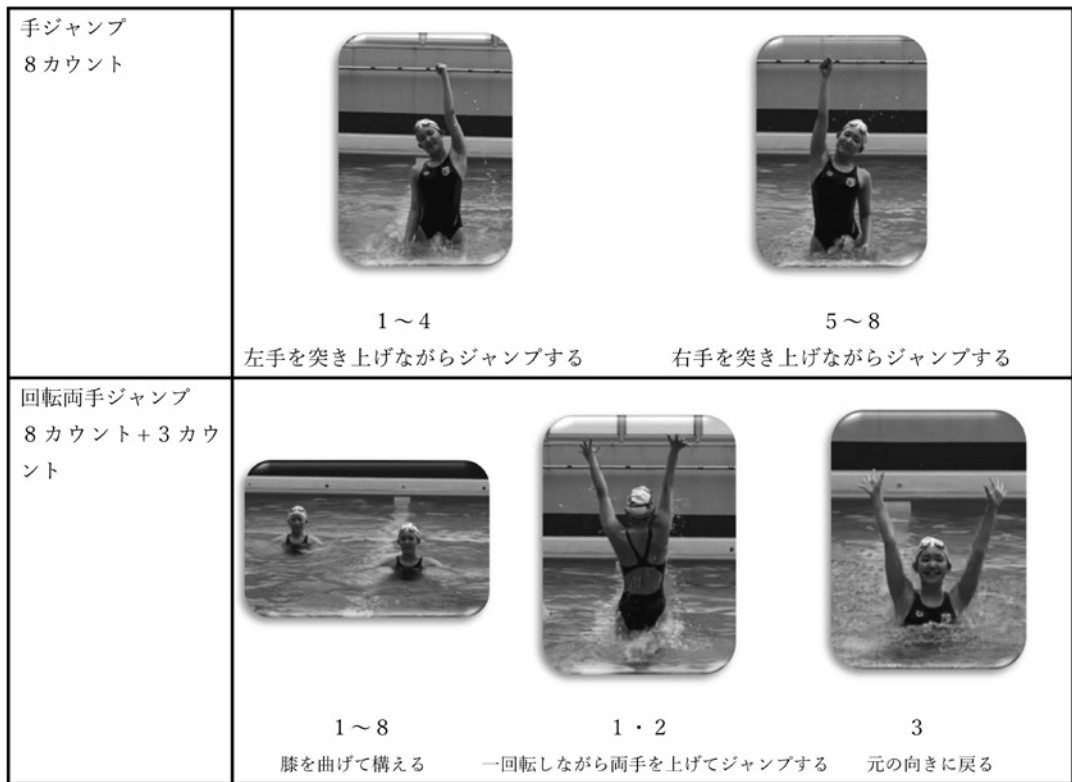 手ジャンプ
8カウント
1～4
5～8
左手を突き上げながらジャンプする
右手を突き上げながらジャンプする
回転両手ジャンプ
8カウント+3カウ
ント
1～8
1・2
3
膝を曲げて構える
一回転しながら両手を上げてジャンプする
元の向きに戻る